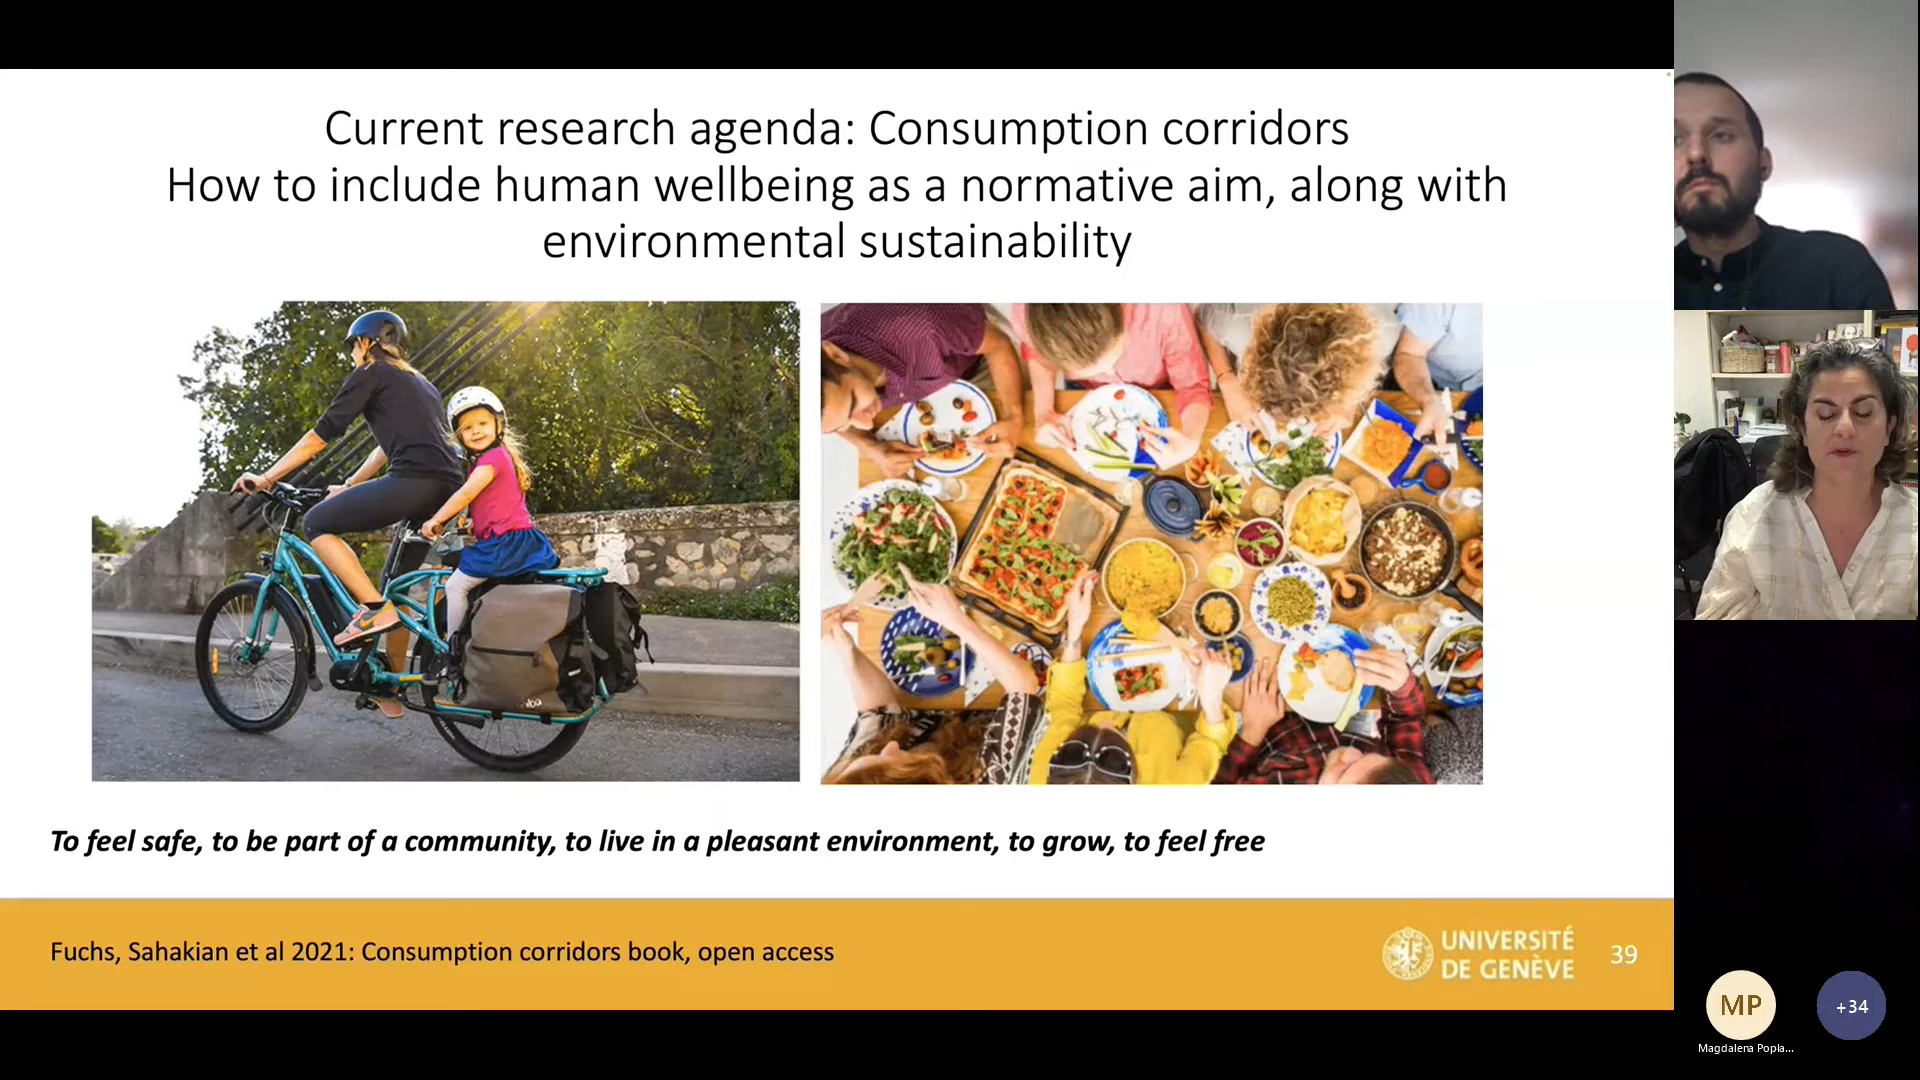 Current research agenda: Consumption corridors
How to include human wellbeing as a normative aim, along with
environmental sustainability
To feel safe, to be part of a community, to live in a pleasant environment, to grow, to feel free
Fuchs, Sahakian et al 2021: Consumption corridors book, open access
UNIVERSITÉ
DE GENÈVE
39
MP
+34
Magdalena Popla...